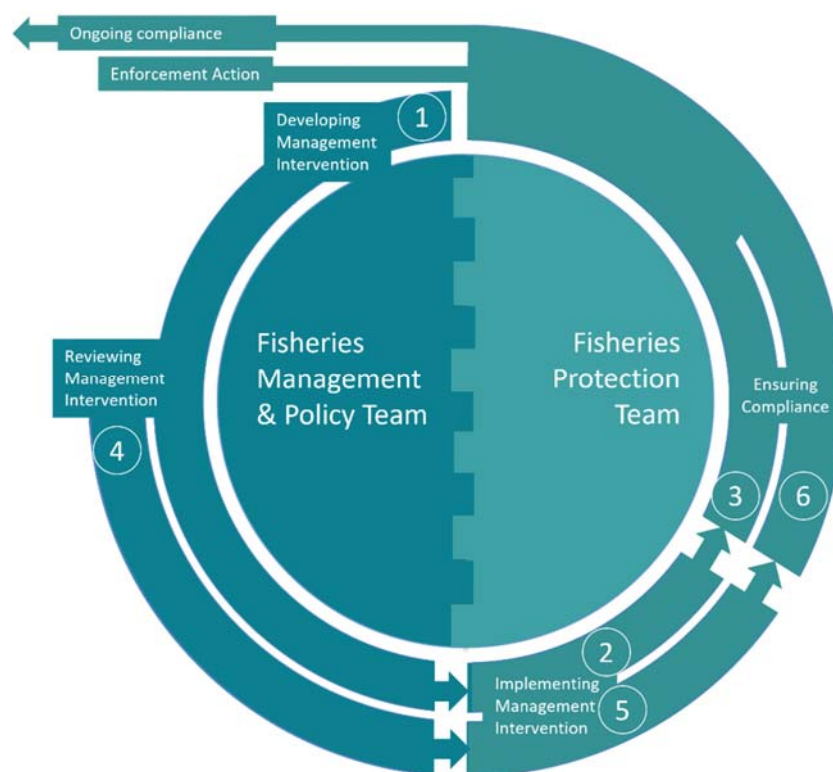 Ongoing compliance
Enforcement Action
Developing
Management
Intervention
1
Fisheries
Management
& Policy Team
Fisheries
Protection
Team
Reviewing
Management
Intervention
4
Ensuring
Compliance
3
6
2
Implementing
Management
Intervention
5